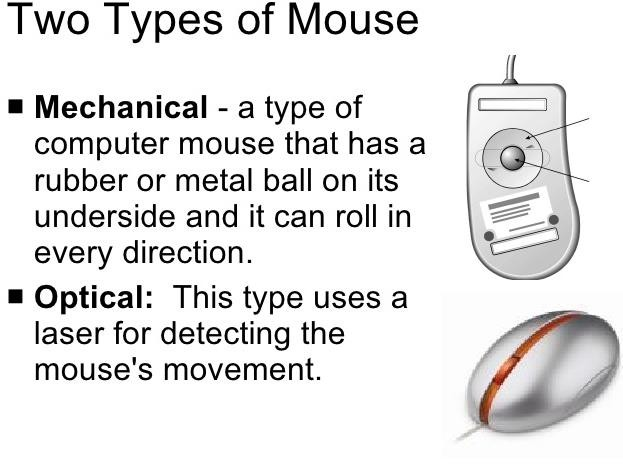 Two Types of Mouse
■ Mechanical - a type of
computer mouse that has a
rubber or metal ball on its
underside and it can roll in
every direction.
■ Optical: This type uses a
laser for detecting the
mouse's movement.